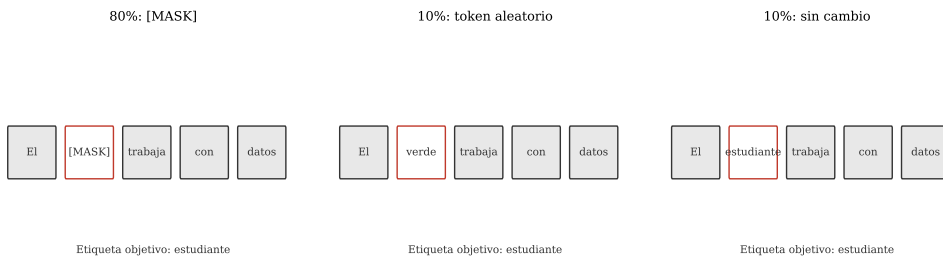 80%: [MASK]
El [MASK] trabaja con datos
Etiqueta objetivo: estudiante
10%: token aleatorio
El verde trabaja con datos
Etiqueta objetivo: estudiante
10%: sin cambio
El estudiante trabaja con datos
Etiqueta objetivo: estudiante